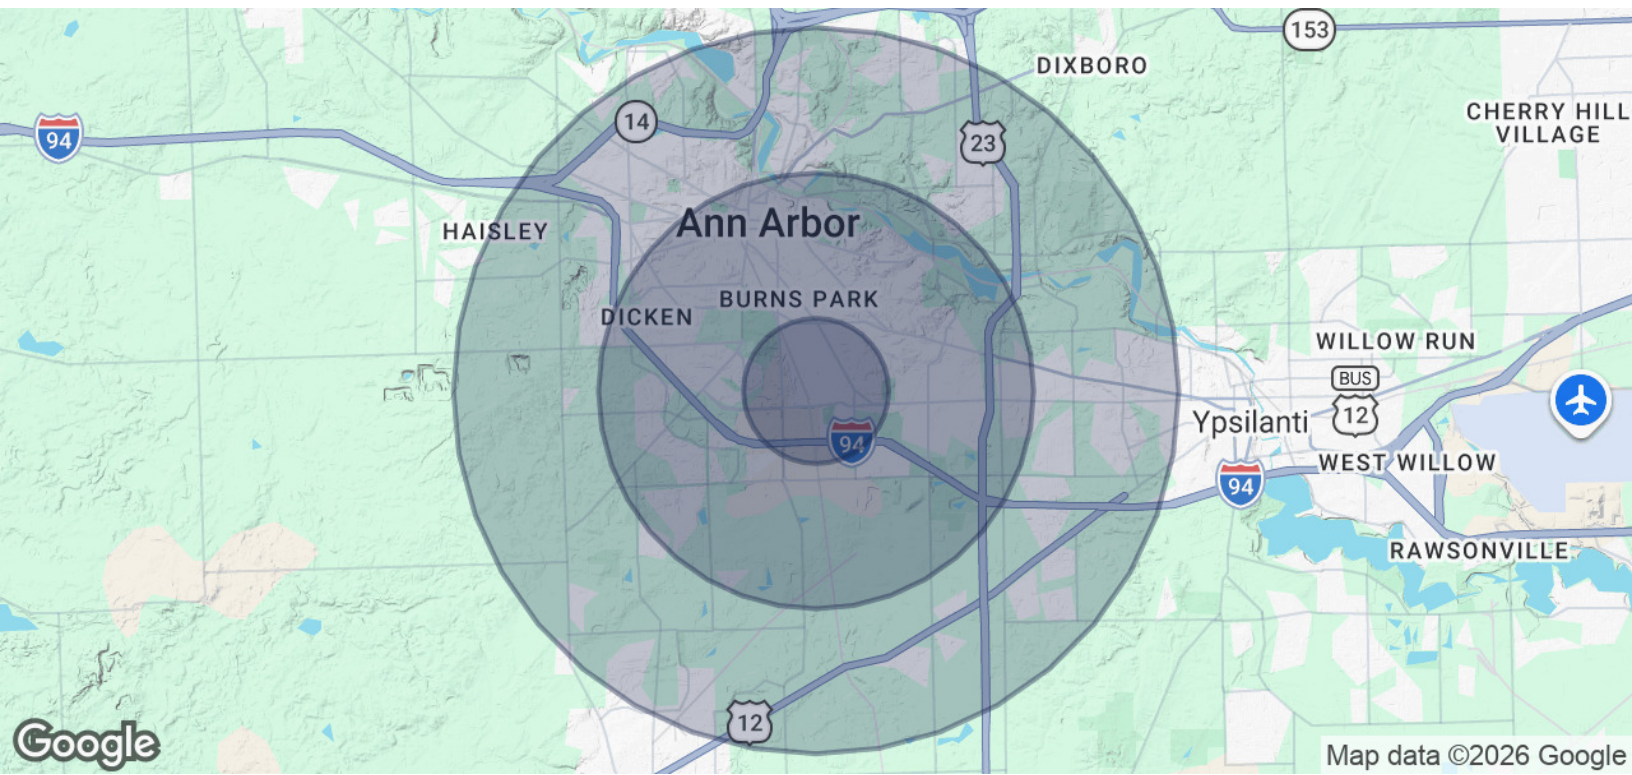 153
DIXBORO
CHERRY HILL
VILLAGE
94
14
23
Ann Arbor
HAISLEY
BURNS PARK
DICKEN
WILLOW RUN
BUS
12
Ypsilanti
94
WEST WILLOW
94
RAWSONVILLE
12
Google
Map data ©2026 Google